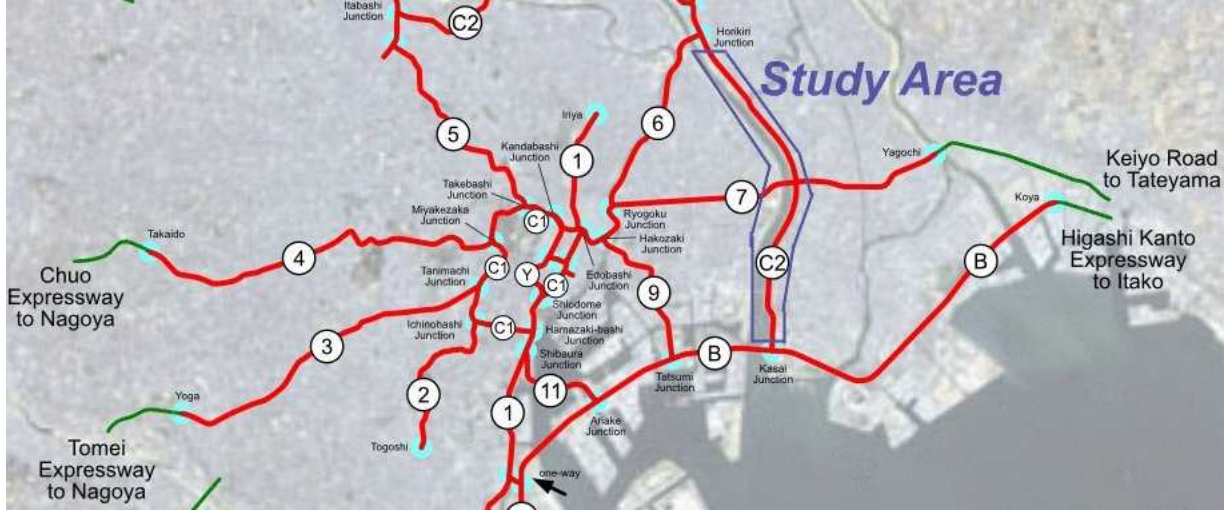 Itabashi
Junction
C2
Horikiri
Junction
Study Area
5
Iriya
6
Kandabashi
Junction
1
Yagochi
Keiyo Road
to Tateyama
Takebashi
Junction
C1
7
Koya
Miyakezaka
Junction
Ryogoku
Junction
Hakozaki
Junction
Takaido
4
Higashi Kanto
Expressway
to Itako
Chuo
Expressway
to Nagoya
Tanimachi
Junction
C1
Y
C1
Edobashi
Junction
9
C2
B
Shiodome
Junction
Ichinohashi
Junction
C1
Hamazaki-bashi
Junction
3
Shibaura
Junction
B
Tatsumi
Junction
Kasai
Junction
2
1
11
Yoga
Ariake
Junction
Togoshi
Tomei
Expressway
to Nagoya
one-way